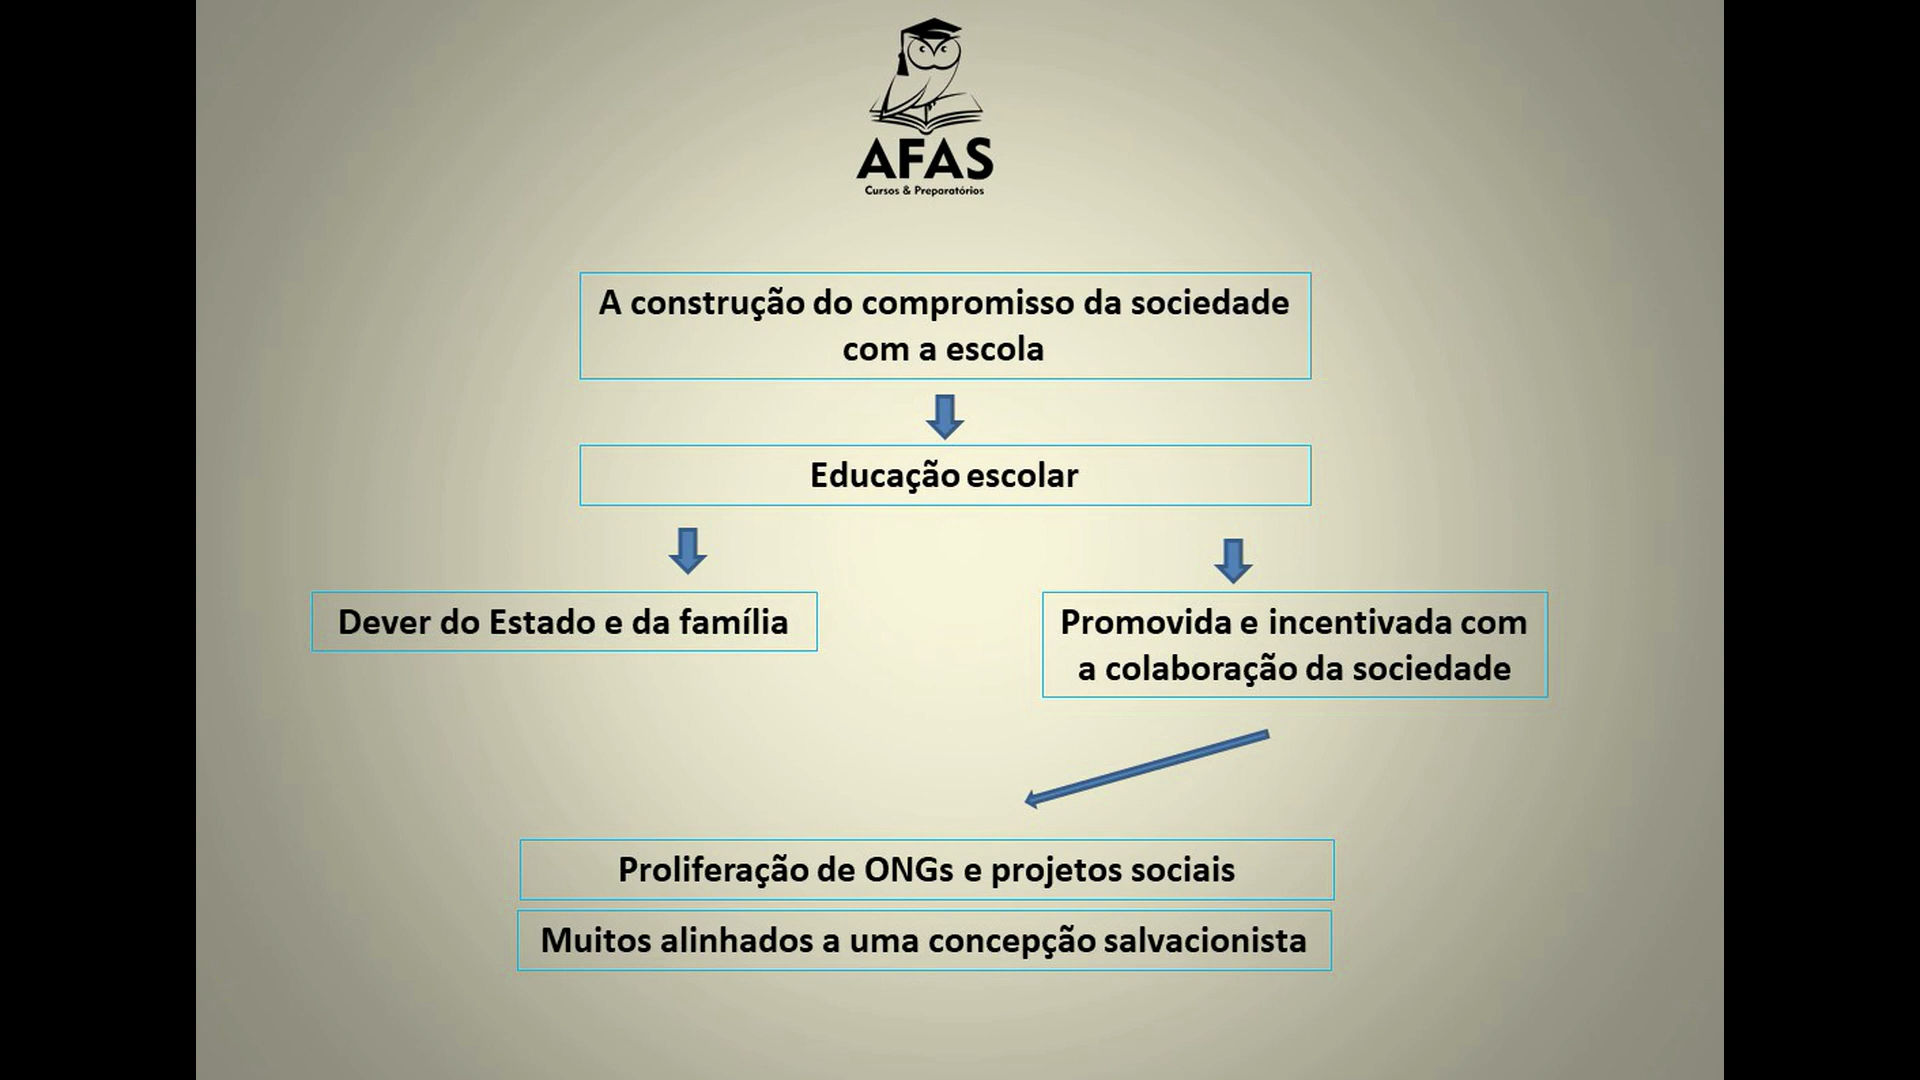 AFAS
Cursos & Preparatórios
A construção do compromisso da sociedade
com a escola
Educação escolar
Dever do Estado e da família
Promovida e incentivada com
a colaboração da sociedade
Proliferação de ONGs e projetos sociais
Muitos alinhados a uma concepção salvacionista